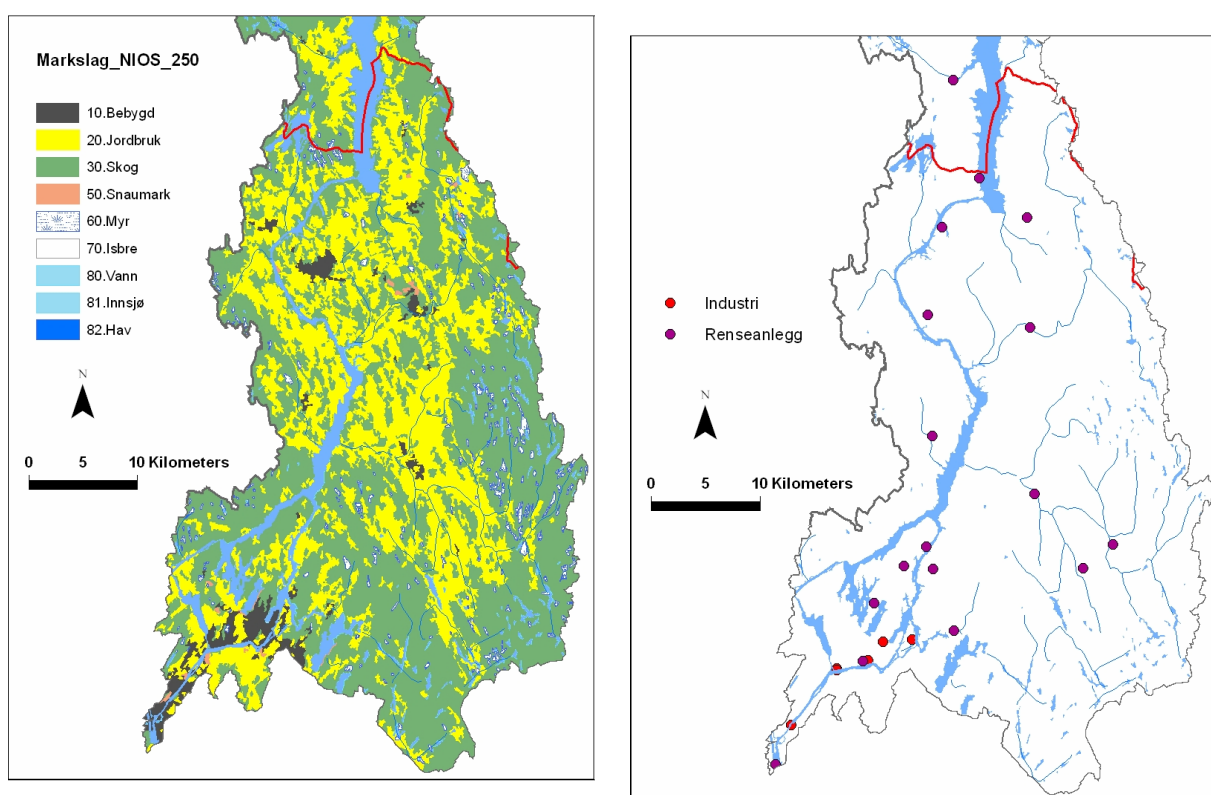 Markslag_NIOS_250
10.Bebygd
20.Jordbruk
30.Skog
50.Snaumark
60.Myr
70.Isbre
80.Vann
81.Innsjø
82.Hav
N
0 5 10 Kilometers
Industri
Renseanlegg
N
0 5 10 Kilometers